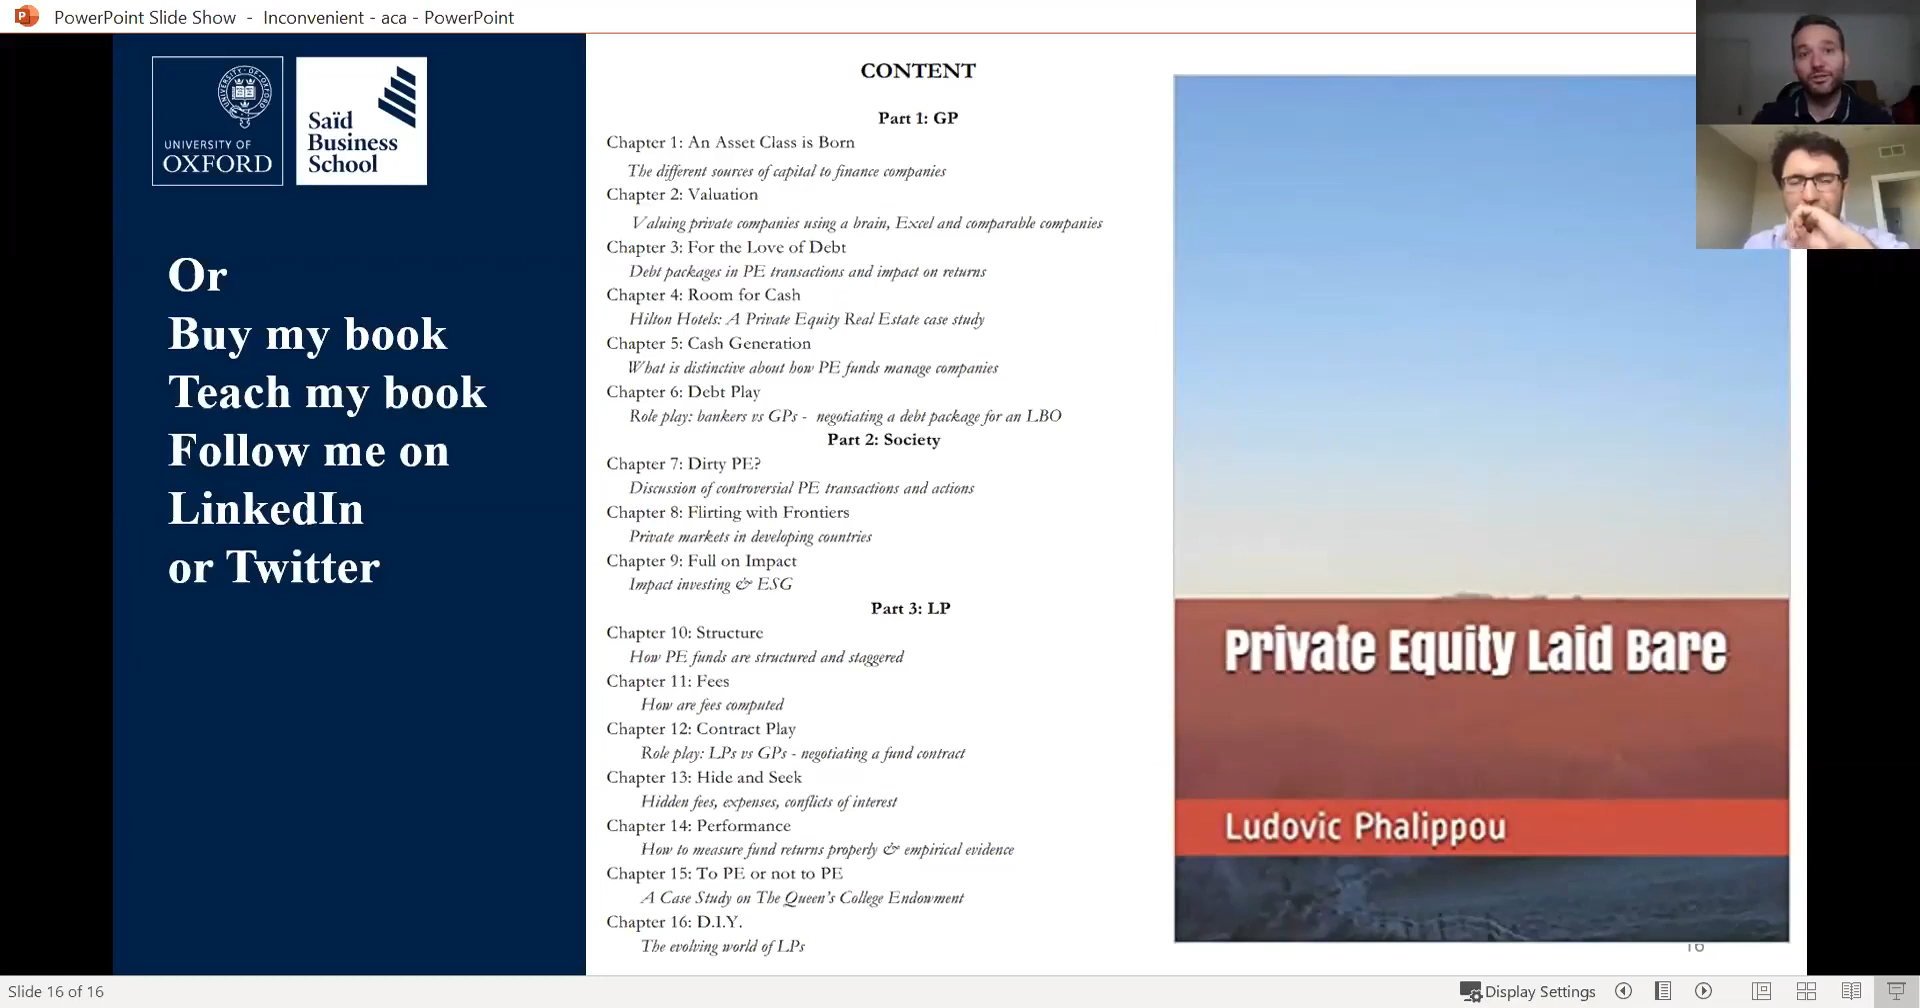 PowerPoint Slide Show - Inconvenient - aca - PowerPoint
UNIVERSITY OF
OXFORD
Saïd
Business
School
Or
Buy my book
Teach my book
Follow me on
LinkedIn
or Twitter
CONTENT
Part 1: GP
Chapter 1: An Asset Class is Born
The different sources of capital to finance companies
Chapter 2: Valuation
Valuing private companies using a brain, Excel and comparable companies
Chapter 3: For the Love of Debt
Debt packages in PE transactions and impact on returns
Chapter 4: Room for Cash
Hilton Hotels: A Private Equity Real Estate case study
Chapter 5: Cash Generation
What is distinctive about how PE funds manage companies
Chapter 6: Debt Play
Role play: bankers vs GPs - negotiating a debt package for an LBO
Part 2: Society
Chapter 7: Dirty PE?
Discussion of controversial PE transactions and actions
Chapter 8: Flirting with Frontiers
Private markets in developing countries
Chapter 9: Full on Impact
Impact investing & ESG
Part 3: LP
Chapter 10: Structure
How PE funds are structured and staggered
Chapter 11: Fees
How are fees computed
Chapter 12: Contract Play
Role play: LPs vs GPs - negotiating a fund contract
Chapter 13: Hide and Seek
Hidden fees, expenses, conflicts of interest
Chapter 14: Performance
How to measure fund returns properly & empirical evidence
Chapter 15: To PE or not to PE
A Case Study on The Queen's College Endowment
Chapter 16: D.I.Y.
The evolving world of LPs
Private Equity Laid Bare
Ludovic Phalippou
16
Slide 16 of 16
Display Settings